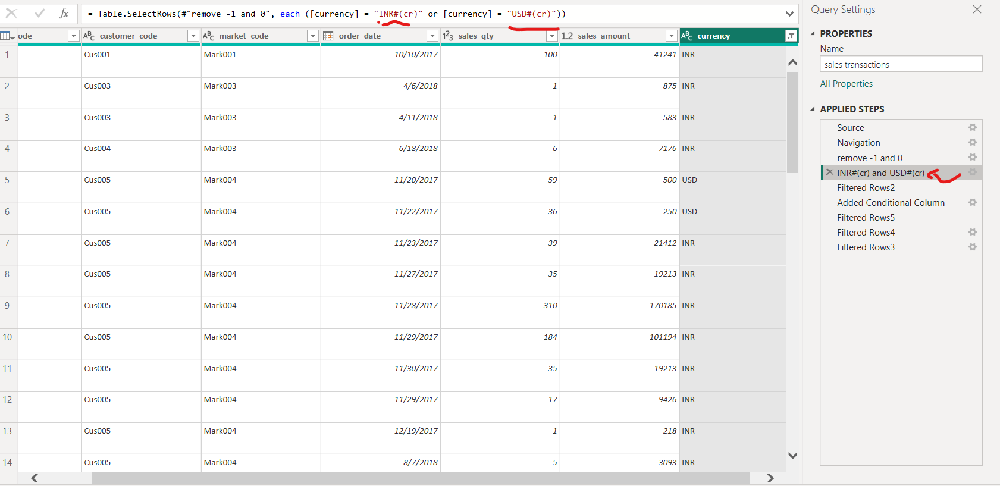 fx = Table.SelectRows(#"remove -1 and 0", each ([currency] = "INR#(cr)" or [currency] = "USD#(cr)"))
ode ABC customer_code ABC market_code order_date 123 sales_qty 1.2 sales_amount ABC currency
1 Cus001 Mark001 10/10/2017 100 41241 INR
2 Cus003 Mark003 4/6/2018 1 875 INR
3 Cus003 Mark003 4/11/2018 1 583 INR
4 Cus004 Mark003 6/18/2018 6 7176 INR
5 Cus005 Mark004 11/20/2017 59 500 USD
6 Cus005 Mark004 11/22/2017 36 250 USD
7 Cus005 Mark004 11/23/2017 39 21412 INR
8 Cus005 Mark004 11/27/2017 35 19213 INR
9 Cus005 Mark004 11/28/2017 310 170185 INR
10 Cus005 Mark004 11/29/2017 184 101194 INR
11 Cus005 Mark004 11/30/2017 35 19213 INR
12 Cus005 Mark004 11/29/2017 17 9426 INR
13 Cus005 Mark004 12/19/2017 1 218 INR
14 Cus005 Mark004 8/7/2018 5 3093 INR
Query Settings
PROPERTIES
Name
sales transactions
All Properties
APPLIED STEPS
Source
Navigation
remove -1 and 0
INR#(cr) and USD#(cr)
Filtered Rows2
Added Conditional Column
Filtered Rows5
Filtered Rows4
Filtered Rows3